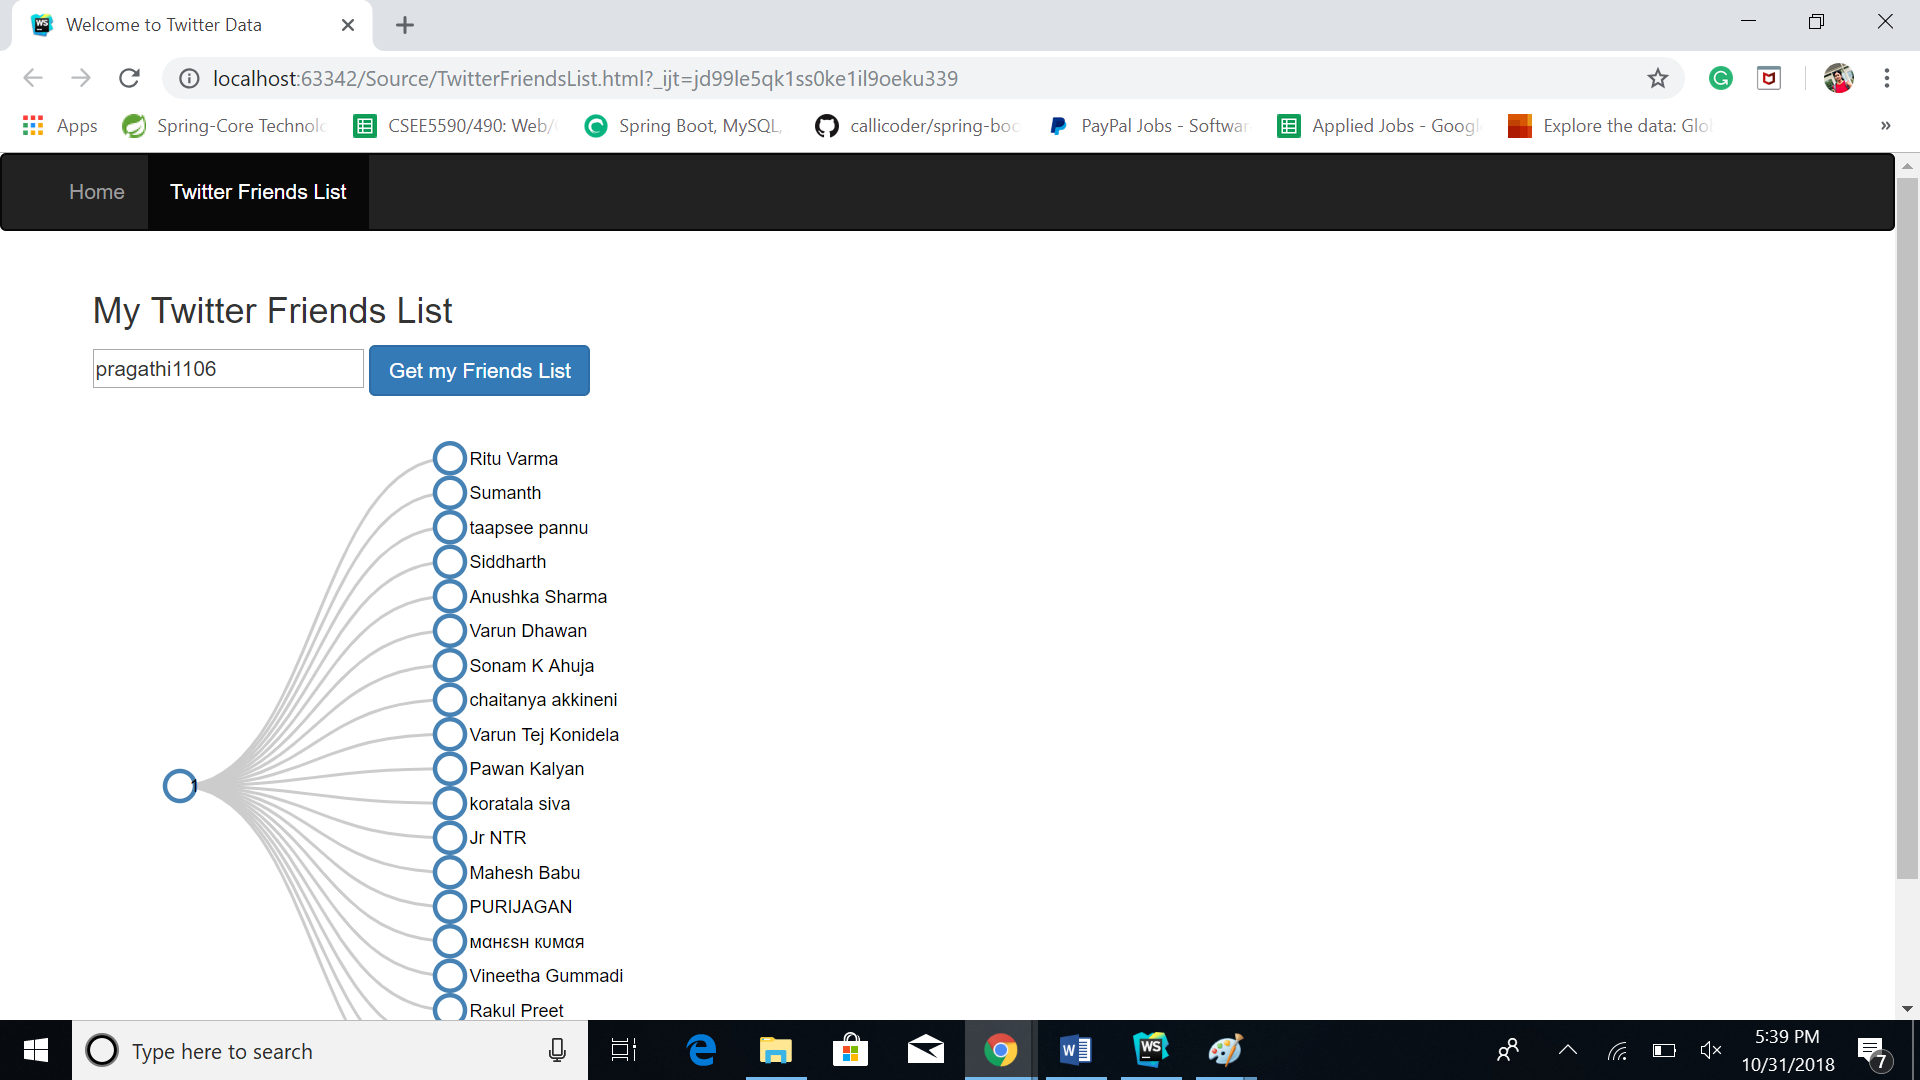 Welcome to Twitter Data
localhost:63342/Source/TwitterFriendsList.html?_ijt=jd99le5qk1ss0ke1il9oeku339
Apps Spring-Core Technolo CSEE5590/490: Web/ Spring Boot, MySQL, callicoder/spring-boo PayPal Jobs - Softwar Applied Jobs - Googl Explore the data: Glo »
Home Twitter Friends List
My Twitter Friends List
pragathi1106 Get my Friends List
Ritu Varma
Sumanth
taapsee pannu
Siddharth
Anushka Sharma
Varun Dhawan
Sonam K Ahuja
chaitanya akkineni
Varun Tej Konidela
Pawan Kalyan
1
koratala siva
Jr NTR
Mahesh Babu
PURIJAGAN
мαнεsн кυмαя
Vineetha Gummadi
Rakul Preet
Type here to search
5:39 PM
10/31/2018
7